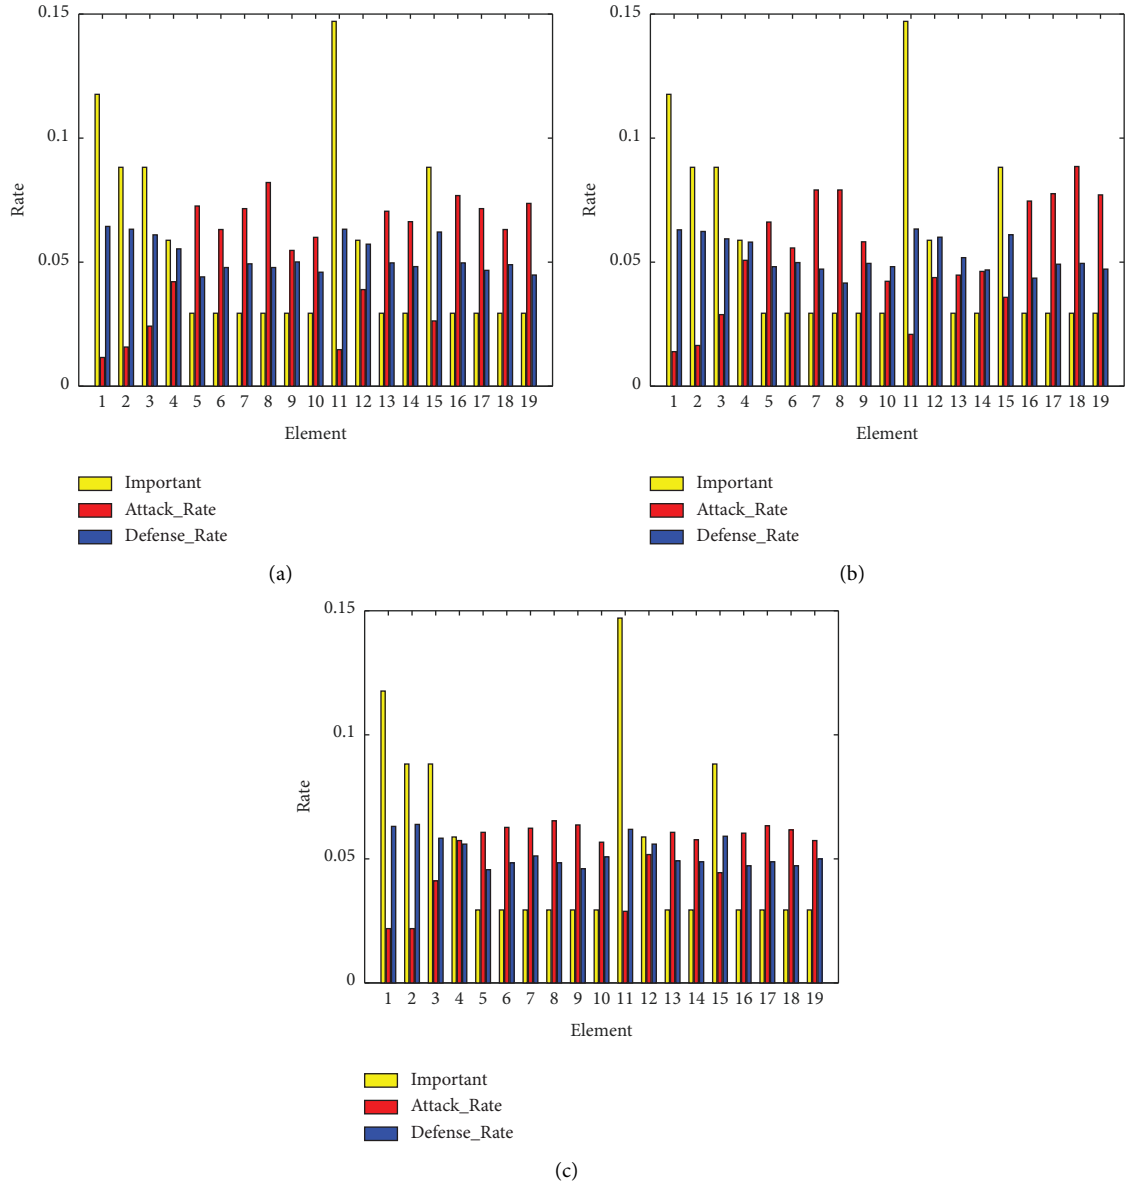 0.15
0.1
0.05
0
Rate
1 2 3 4 5 6 7 8 9 10 11 12 13 14 15 16 17 18 19
Element
Important
Attack_Rate
Defense_Rate
(a)
0.15
0.1
0.05
0
Rate
1 2 3 4 5 6 7 8 9 10 11 12 13 14 15 16 17 18 19
Element
Important
Attack_Rate
Defense_Rate
(b)
0.15
0.1
0.05
0
Rate
1 2 3 4 5 6 7 8 9 10 11 12 13 14 15 16 17 18 19
Element
Important
Attack_Rate
Defense_Rate
(c)